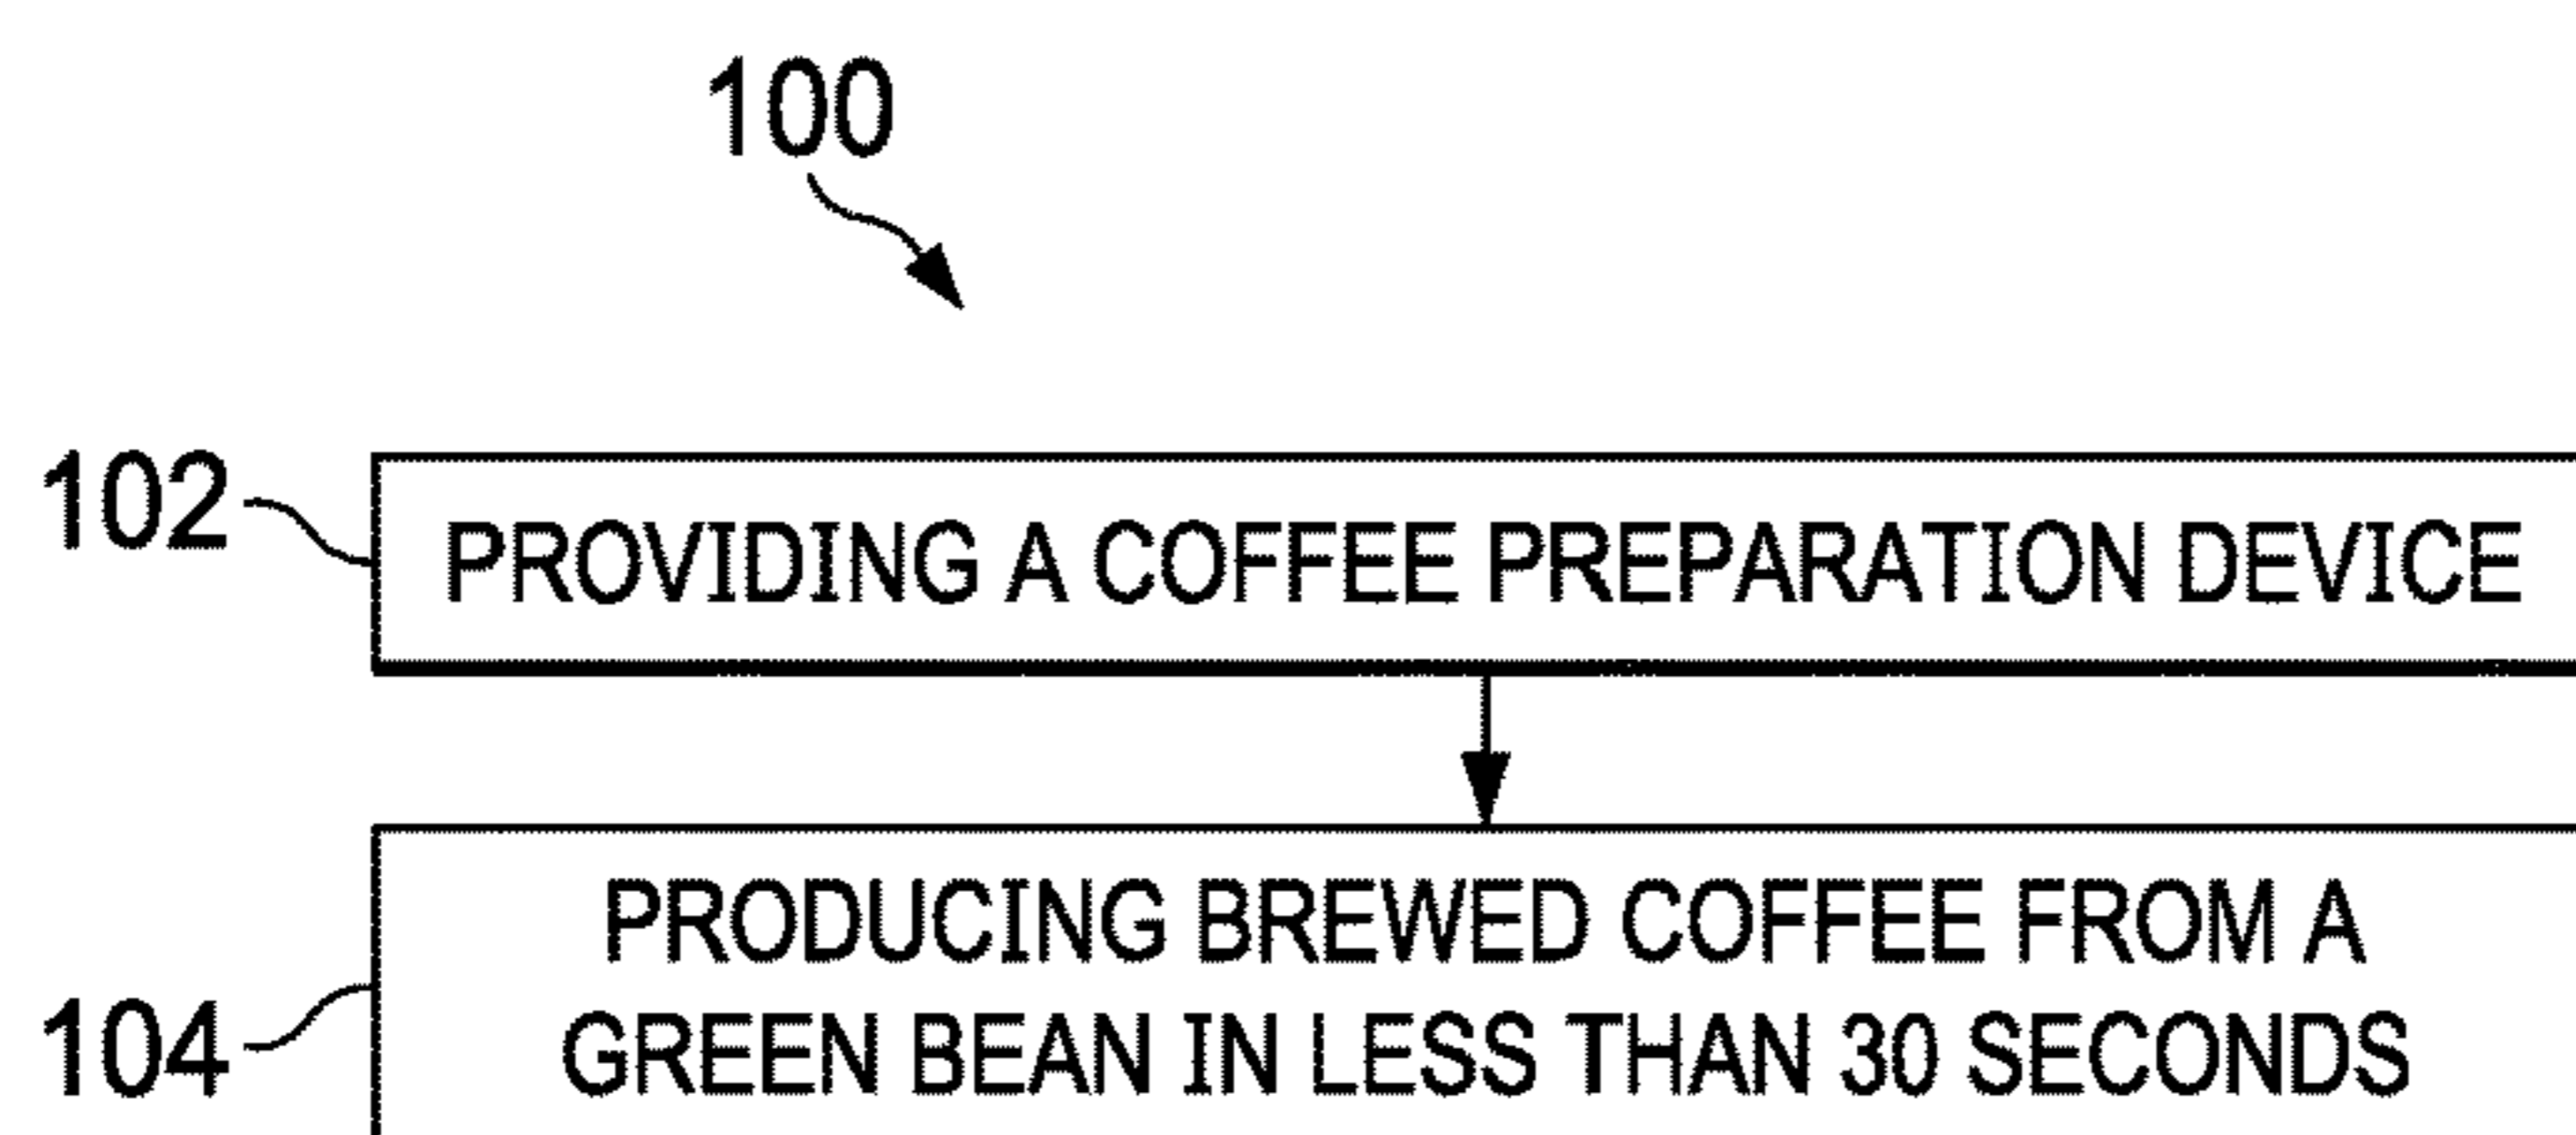 100
102
PROVIDING A COFFEE PREPARATION DEVICE
PRODUCING BREWED COFFEE FROM A
104
GREEN BEAN IN LESS THAN 30 SECONDS